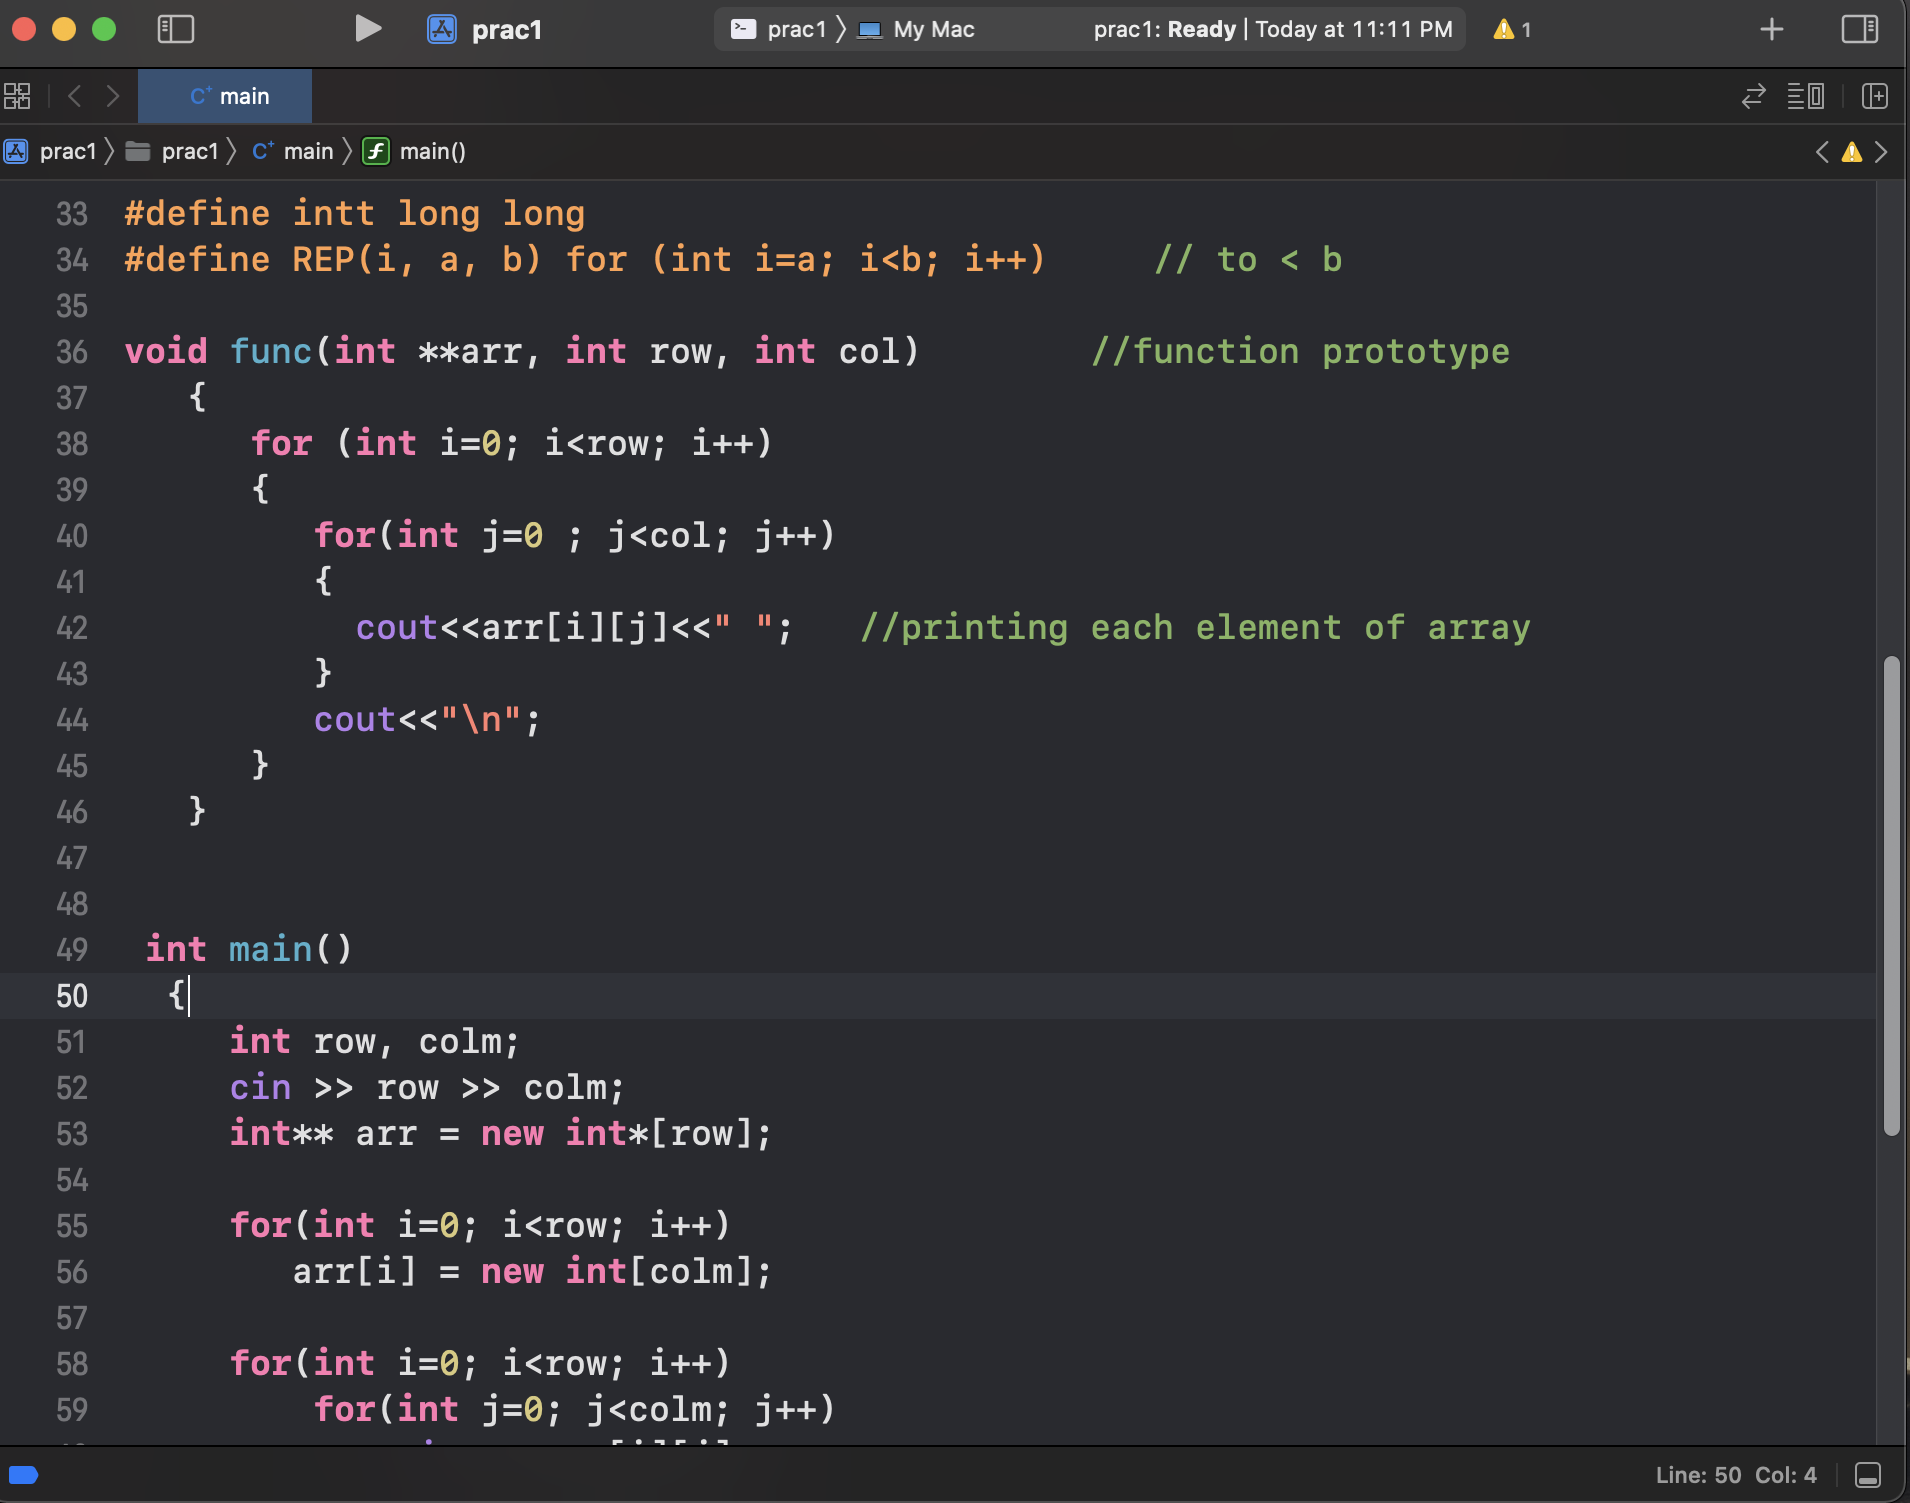 prac1
prac1 〉 My Mac prac1: Ready | Today at 11:11 PM 1
main
prac1 〉 prac1 〉 main 〉 main()
33 #define intt long long
34 #define REP(i, a, b) for (int i=a; i<b; i++) // to < b
35
36 void func(int **arr, int row, int col) //function prototype
37 {
38 for (int i=0; i<row; i++)
39 {
40 for(int j=0 ; j<col; j++)
41 {
42 cout<<arr[i][j]<<" "; //printing each element of array
43 }
44 cout<<"\n";
45 }
46 }
47
48
49 int main()
50 {
51 int row, colm;
52 cin >> row >> colm;
53 int** arr = new int*[row];
54
55 for(int i=0; i<row; i++)
56 arr[i] = new int[colm];
57
58 for(int i=0; i<row; i++)
59 for(int j=0; j<colm; j++)
Line: 50 Col: 4